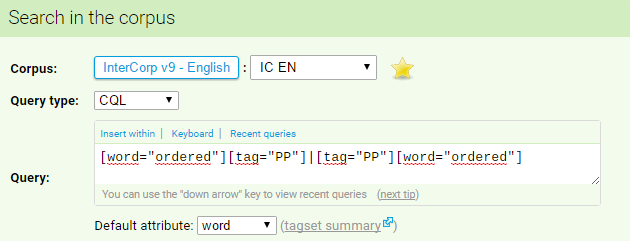 Search in the corpus
Corpus: InterCorp v9 - English : IC EN
Query type: CQL
Insert within | Keyboard | Recent queries
[word="ordered"][tag="PP"]|[tag="PP"][word="ordered"]
Query:
You can use the "down arrow" key to view recent queries (next tip)
Default attribute: word (tagset summary)